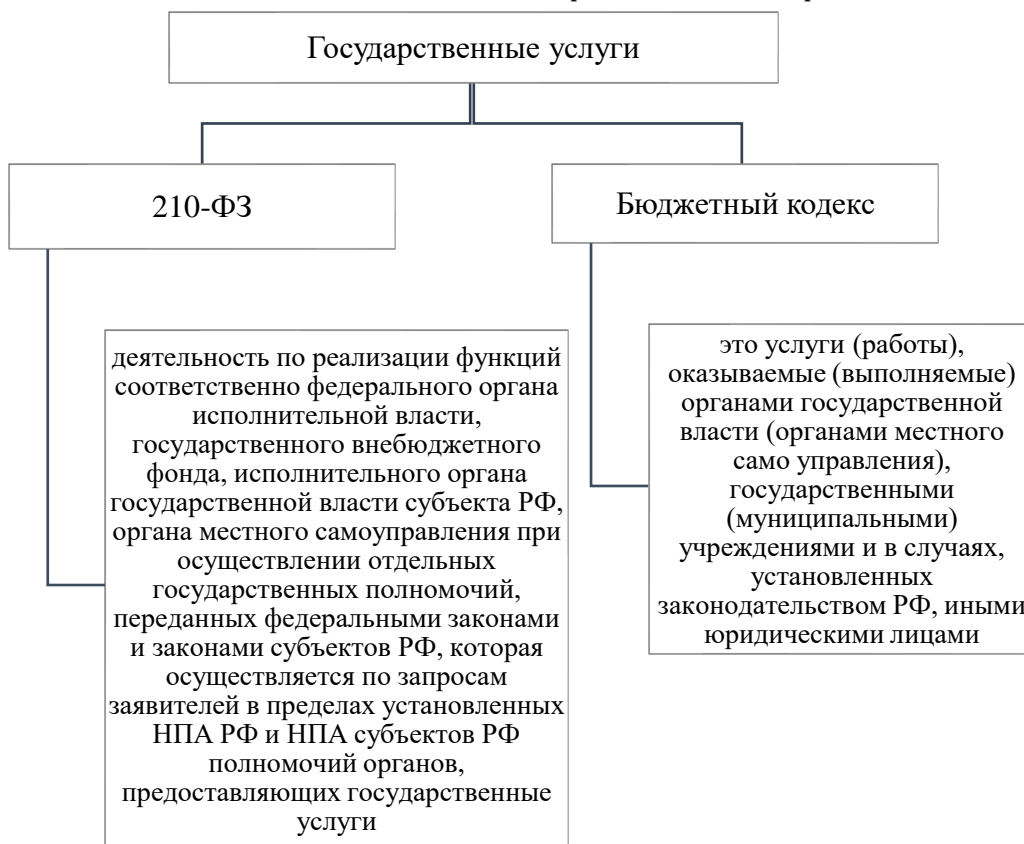 Государственные услуги
210-ФЗ
Бюджетный кодекс
деятельность по реализации функций
соответственно федерального органа
исполнительной власти,
государственного внебюджетного
фонда, исполнительного органа
государственной власти субъекта РФ,
органа местного самоуправления при
осуществлении отдельных
государственных полномочий,
переданных федеральными законами
и законами субъектов РФ, которая
осуществляется по запросам
заявителей в пределах установленных
НПА РФ и НПА субъектов РФ
полномочий органов,
предоставляющих государственные
услуги
это услуги (работы),
оказываемые (выполняемые)
органами государственной
власти (органами местного
само управления),
государственными
(муниципальными)
учреждениями и в случаях,
установленных
законодательством РФ, иными
юридическими лицами